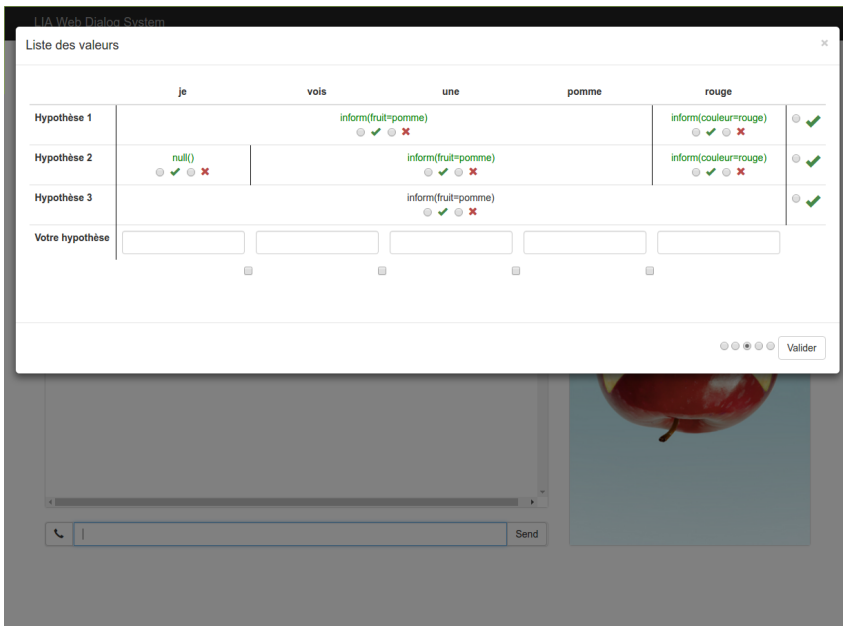 LIA Web Dialog System
Liste des valeurs ×
je vois une pomme rouge
Hypothèse 1 inform(fruit=pomme) inform(couleur=rouge)
Hypothèse 2 null() inform(fruit=pomme) inform(couleur=rouge)
Hypothèse 3 inform(fruit=pomme)
Votre hypothèse
Valider
Send